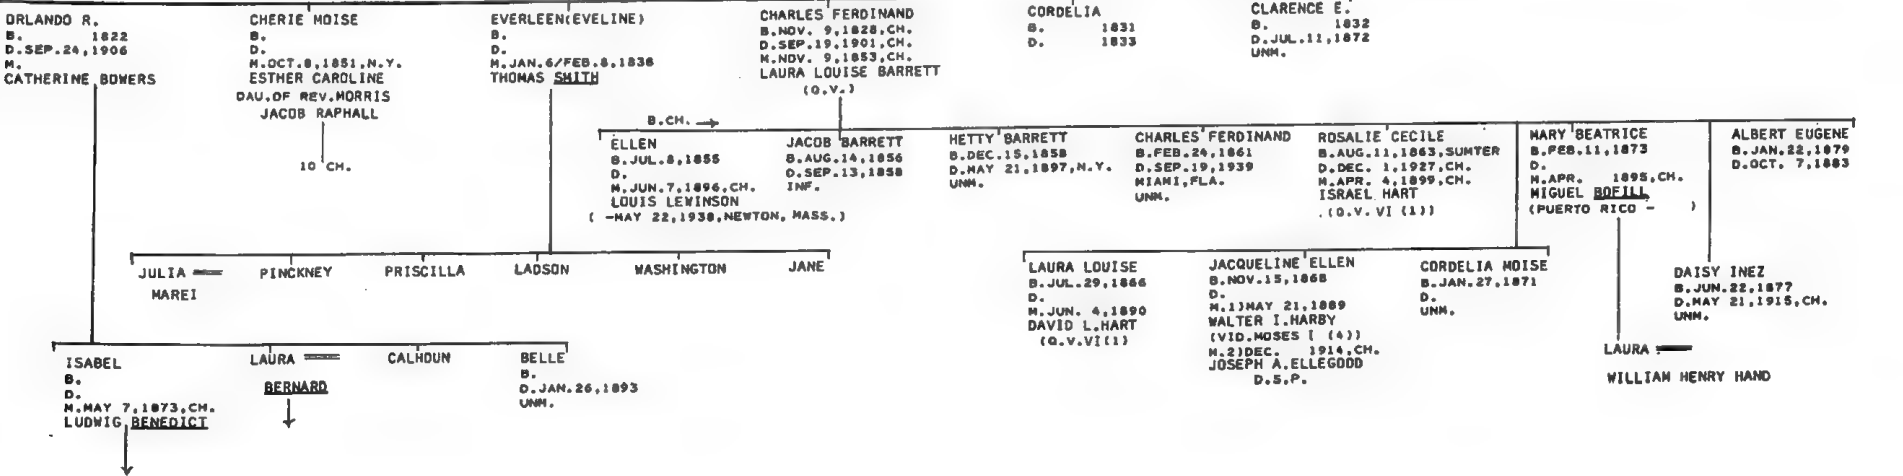 ORLANDO R.
B. 1822
D.SEP.24,1906
M.
CATHERINE BOWERS
CHERIE MOISE
B.
D.
M.OCT.8,1851,N.Y.
ESTHER CAROLINE
DAU.OF REV.MORRIS
JACOB RAPHALL
10 CH.
EVERLEEN(EVELINE)
B.
D.
M.JAN.6/FEB.8,1836
THOMAS SMITH
CHARLES FERDINAND
B.NOV. 9,1828,CH.
D.SEP.19,1901,CH.
M.NOV. 9,1853,CH.
LAURA LOUISE BARRETT
(Q.V.)
CORDELIA
B. 1831
D. 1833
CLARENCE E.
B. 1832
D.JUL.11,1872
UNM.
B.CH. →
ELLEN
B.JUL.8,1855
D.
M.JUN.7,1896,CH.
LOUIS LEWINSON
( -MAY 22,1938,NEWTON, MASS.)
JACOB BARRETT
B.AUG.14,1856
D.SEP.13,1858
INF.
HETTY BARRETT
B.DEC.15,1858
D.MAY 21,1897,N.Y.
UNM.
CHARLES FERDINAND
B.FEB.24,1861
D.SEP.19,1939
MIAMI,FLA.
UNM.
ROSALIE CECILE
B.AUG.11,1863,SUMTER
D.DEC. 1,1927,CH.
M.APR. 4,1899,CH.
ISRAEL HART
.(Q.V. VI (1))
MARY BEATRICE
B.FEB.11,1873
D.
M.APR. 1895,CH.
MIGUEL BOFILL
(PUERTO RICO - )
ALBERT EUGENE
B.JAN.22,1879
D.OCT. 7,1883
JULIA ══
MAREI
PINCKNEY
PRISCILLA
LADSON
WASHINGTON
JANE
LAURA LOUISE
B.JUL.29,1866
D.
M.JUN. 4,1890
DAVID L.HART
(Q.V.VI(1)
JACQUELINE ELLEN
B.NOV.15,1868
D.
M.1)MAY 21,1889
WALTER I.HARBY
(VID.MOSES I (4))
M.2)DEC. 1914,CH.
JOSEPH A.ELLEGOOD
D.S.P.
CORDELIA MOISE
B.JAN.27,1871
D.
UNM.
DAISY INEZ
B.JUN.22,1877
D.MAY 21,1915,CH.
UNM.
ISABEL
B.
D.
M.MAY 7,1873,CH.
LUDWIG BENEDICT
LAURA ══
BERNARD
CALHOUN
BELLE
B.
D.JAN.26,1893
UNM.
LAURA ══
WILLIAM HENRY HAND